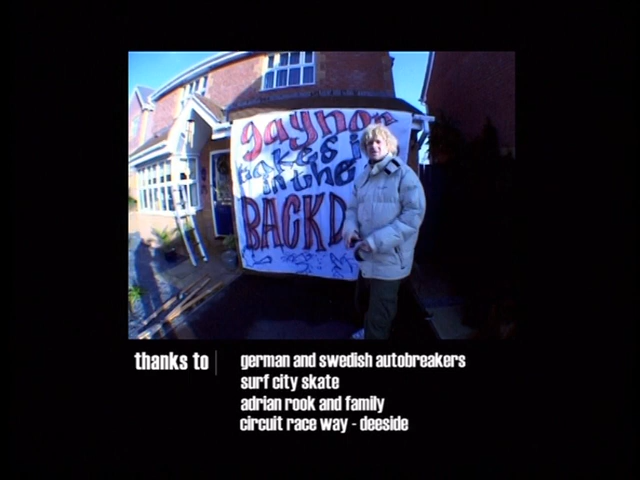 gaynor
takes it
in the
BACKD
thanks to
german and swedish autobreakers
surf city skate
adrian rook and family
circuit race way - deeside